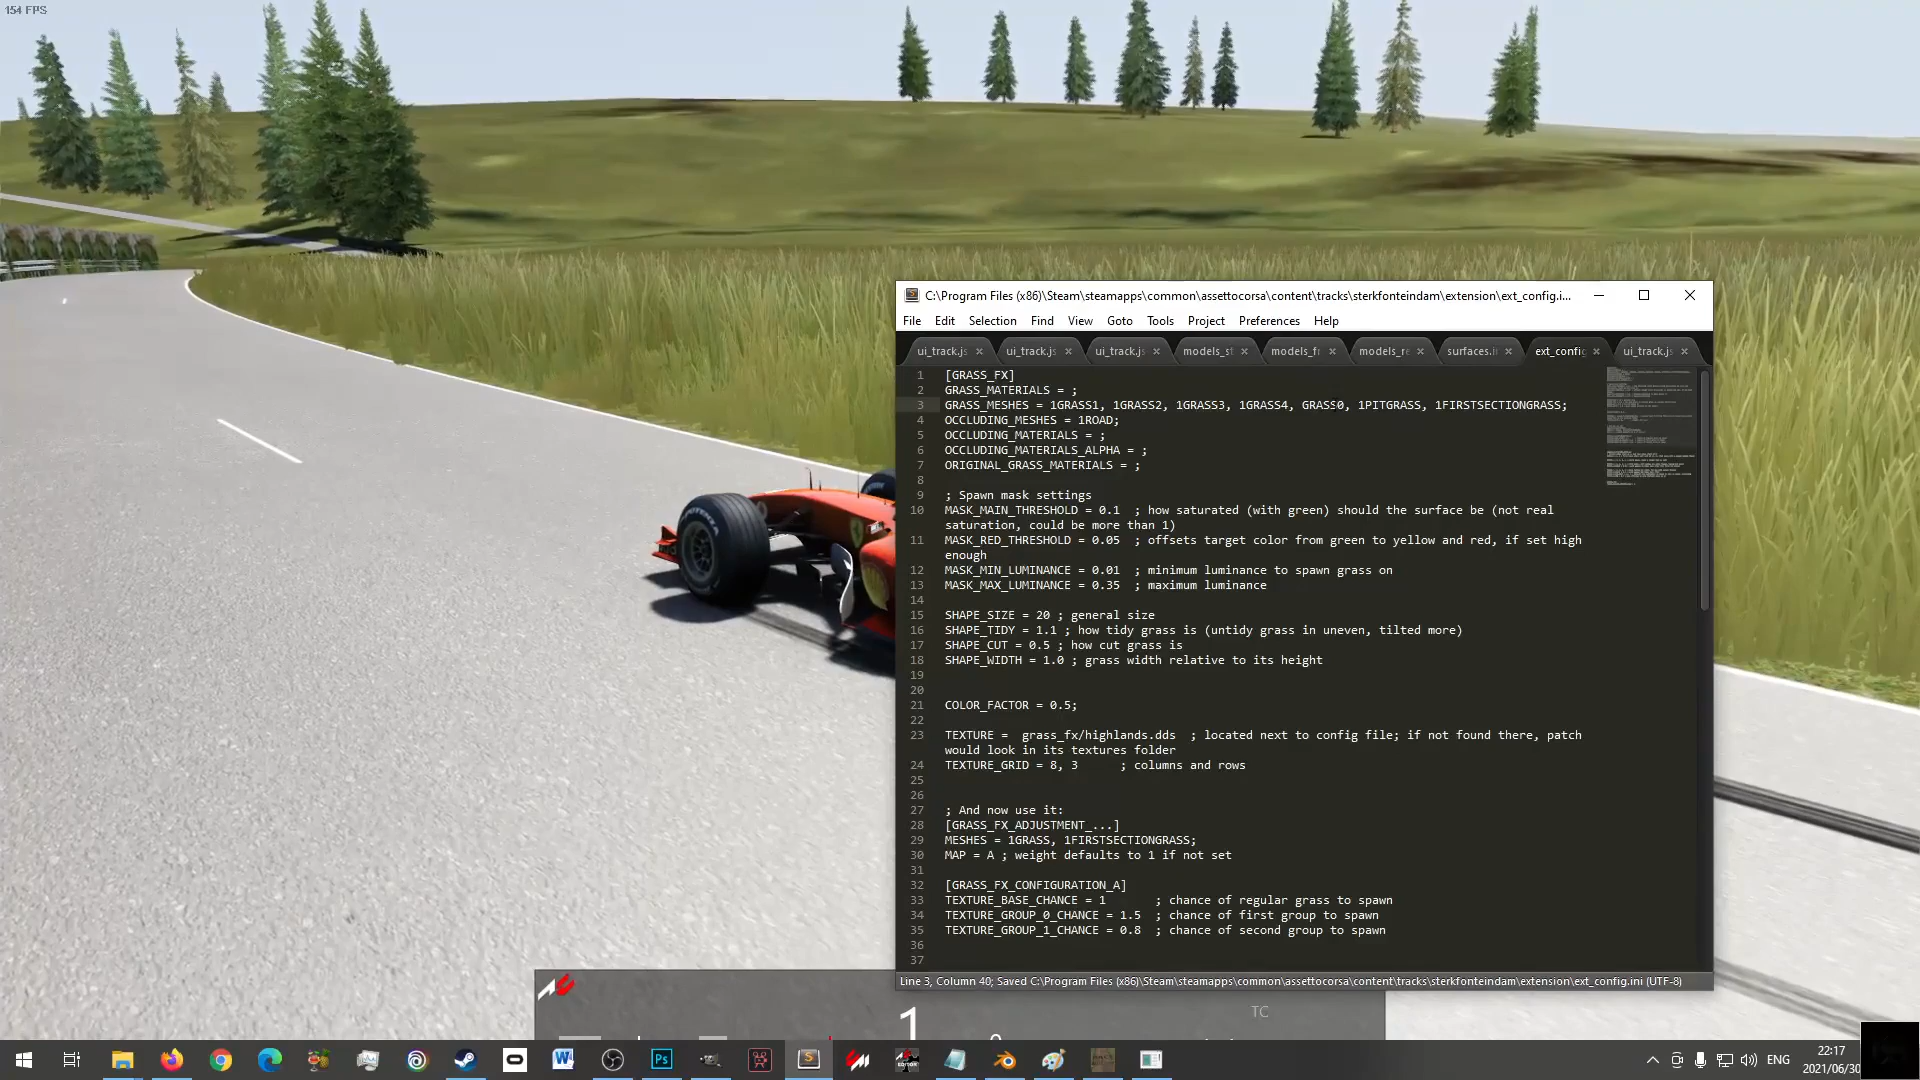 154 FPS
C:\Program Files (x86)\Steam\steamapps\common\assettocorsa\content\tracks\sterkfonteindam\extension\ext_config.i...
File Edit Selection Find View Goto Tools Project Preferences Help
ui_track.js ui_track.js ui_track.js models_st models_fr models_re surfaces.i ext_config ui_track.js
1 [GRASS_FX]
2 GRASS_MATERIALS = ;
3 GRASS_MESHES = 1GRASS1, 1GRASS2, 1GRASS3, 1GRASS4, GRASS0, 1PITGRASS, 1FIRSTSECTIONGRASS;
4 OCCLUDING_MESHES = 1ROAD;
5 OCCLUDING_MATERIALS = ;
6 OCCLUDING_MATERIALS_ALPHA = ;
7 ORIGINAL_GRASS_MATERIALS = ;
8
9 ; Spawn mask settings
10 MASK_MAIN_THRESHOLD = 0.1 ; how saturated (with green) should the surface be (not real
saturation, could be more than 1)
11 MASK_RED_THRESHOLD = 0.05 ; offsets target color from green to yellow and red, if set high
enough
12 MASK_MIN_LUMINANCE = 0.01 ; minimum luminance to spawn grass on
13 MASK_MAX_LUMINANCE = 0.35 ; maximum luminance
14
15 SHAPE_SIZE = 20 ; general size
16 SHAPE_TIDY = 1.1 ; how tidy grass is (untidy grass in uneven, tilted more)
17 SHAPE_CUT = 0.5 ; how cut grass is
18 SHAPE_WIDTH = 1.0 ; grass width relative to its height
19
20
21 COLOR_FACTOR = 0.5;
22
23 TEXTURE = grass_fx/highlands.dds ; located next to config file; if not found there, patch
would look in its textures folder
24 TEXTURE_GRID = 8, 3 ; columns and rows
25
26
27 ; And now use it:
28 [GRASS_FX_ADJUSTMENT_...]
29 MESHES = 1GRASS, 1FIRSTSECTIONGRASS;
30 MAP = A ; weight defaults to 1 if not set
31
32 [GRASS_FX_CONFIGURATION_A]
33 TEXTURE_BASE_CHANCE = 1 ; chance of regular grass to spawn
34 TEXTURE_GROUP_0_CHANCE = 1.5 ; chance of first group to spawn
35 TEXTURE_GROUP_1_CHANCE = 0.8 ; chance of second group to spawn
36
37
Line 3, Column 40; Saved C:\Program Files (x86)\Steam\steamapps\common\assettocorsa\content\tracks\sterkfonteindam\extension\ext_config.ini (UTF-8)
1
TC
ENG
22:17
2021/06/30